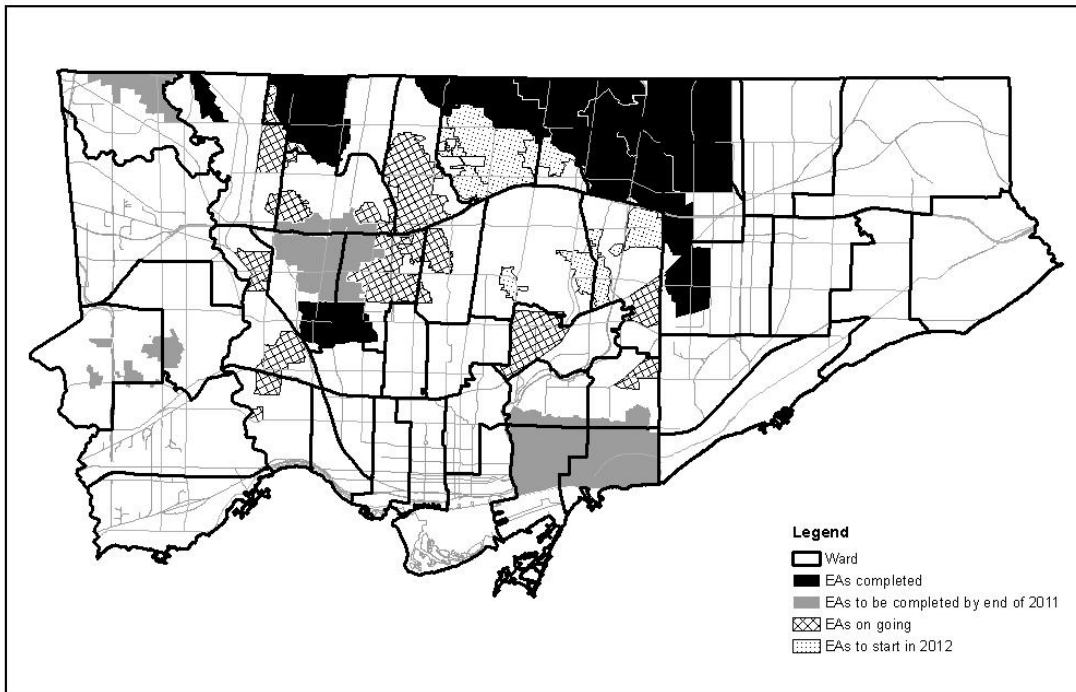 Legend
Ward
EAs completed
EAs to be completed by end of 2011
EAs on going
EAs to start in 2012